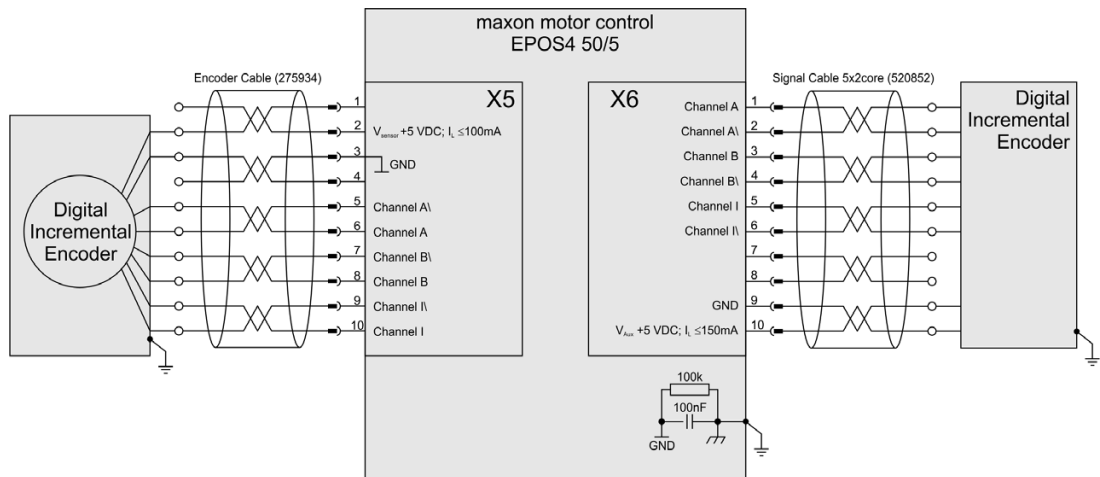 maxon motor control
EPOS4 50/5
Encoder Cable (275934)
Signal Cable 5x2core (520852)
X5
X6
Digital
Incremental
Encoder
1
2
3
4
5
6
7
8
9
10
Vsensor +5 VDC; IL ≤100mA
GND
Channel A\
Channel A
Channel B\
Channel B
Channel I\
Channel I
Channel A
Channel A\
Channel B
Channel B\
Channel I
Channel I\
GND
VAux +5 VDC; IL ≤150mA
1
2
3
4
5
6
7
8
9
10
Digital
Incremental
Encoder
100k
100nF
GND